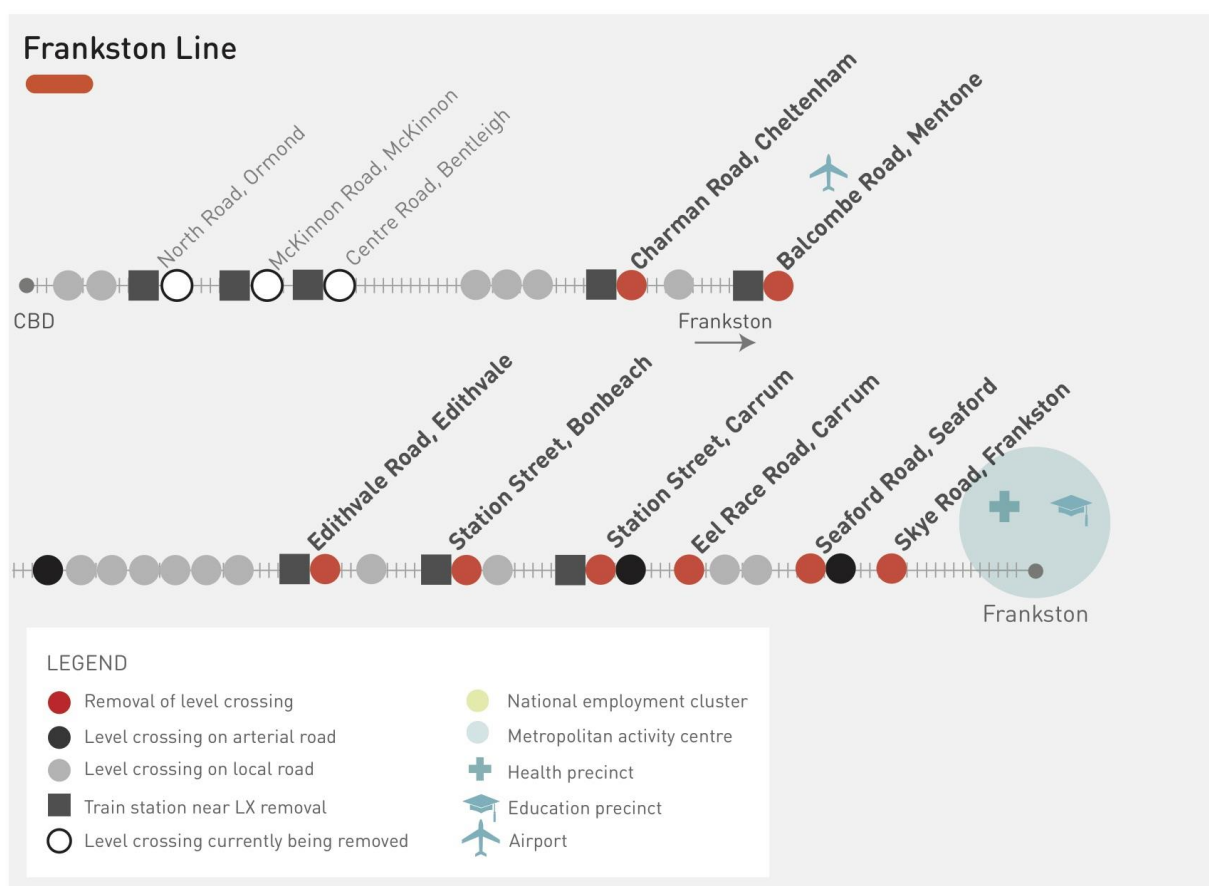 Frankston Line
North Road, Ormond
McKinnon Road, McKinnon
Centre Road, Bentleigh
Charman Road, Cheltenham
Balcombe Road, Mentone
CBD
Frankston
Edithvale Road, Edithvale
Station Street, Bonbeach
Station Street, Carrum
Eel Race Road, Carrum
Seaford Road, Seaford
Skye Road, Frankston
Frankston
LEGEND
Removal of level crossing
Level crossing on arterial road
Level crossing on local road
Train station near LX removal
Level crossing currently being removed
National employment cluster
Metropolitan activity centre
Health precinct
Education precinct
Airport